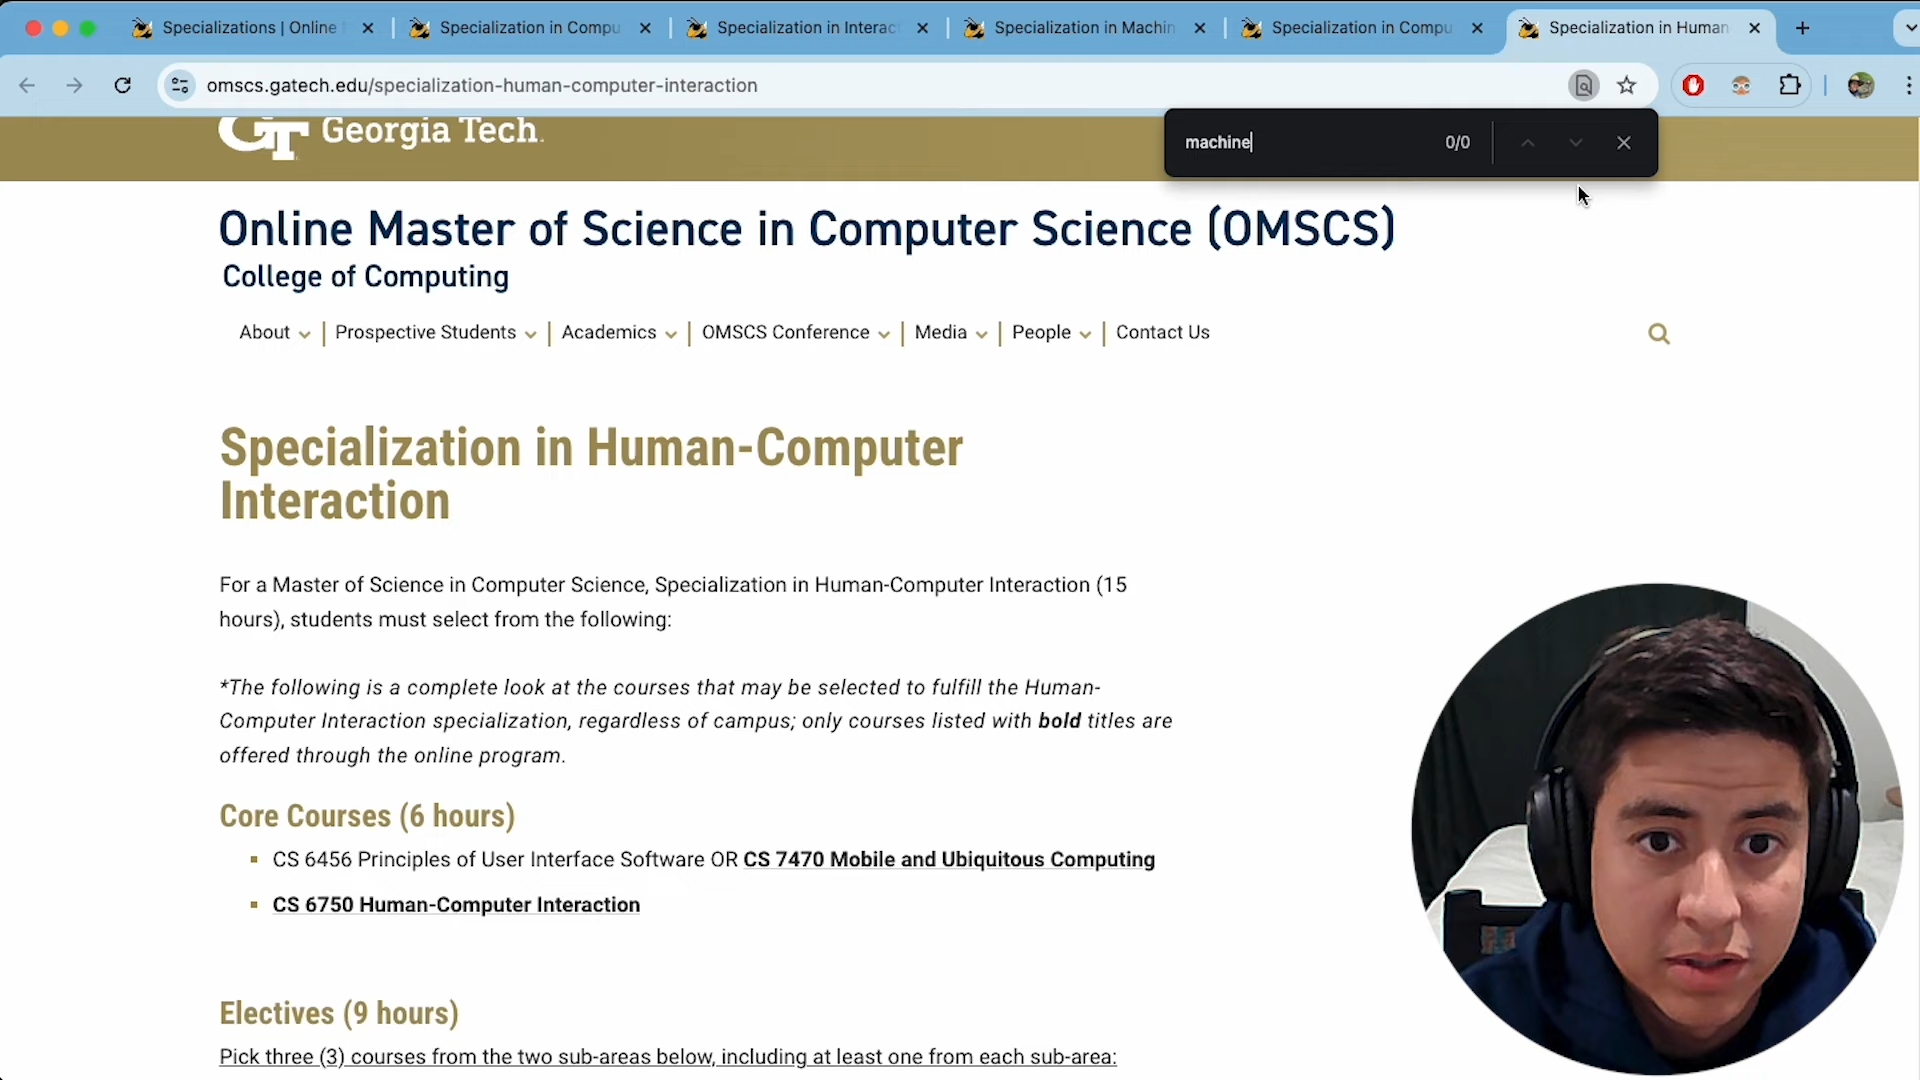 Specializations | Online
Specialization in Compu
Specialization in Interac
Specialization in Machin
Specialization in Compu
Specialization in Human
omscs.gatech.edu/specialization-human-computer-interaction
machine
0/0
GT Georgia Tech.
Online Master of Science in Computer Science (OMSCS)
College of Computing
About | Prospective Students | Academics | OMSCS Conference | Media | People | Contact Us
Specialization in Human-Computer
Interaction
For a Master of Science in Computer Science, Specialization in Human-Computer Interaction (15
hours), students must select from the following:
*The following is a complete look at the courses that may be selected to fulfill the Human-
Computer Interaction specialization, regardless of campus; only courses listed with bold titles are
offered through the online program.
Core Courses (6 hours)
CS 6456 Principles of User Interface Software OR CS 7470 Mobile and Ubiquitous Computing
CS 6750 Human-Computer Interaction
Electives (9 hours)
Pick three (3) courses from the two sub-areas below, including at least one from each sub-area: